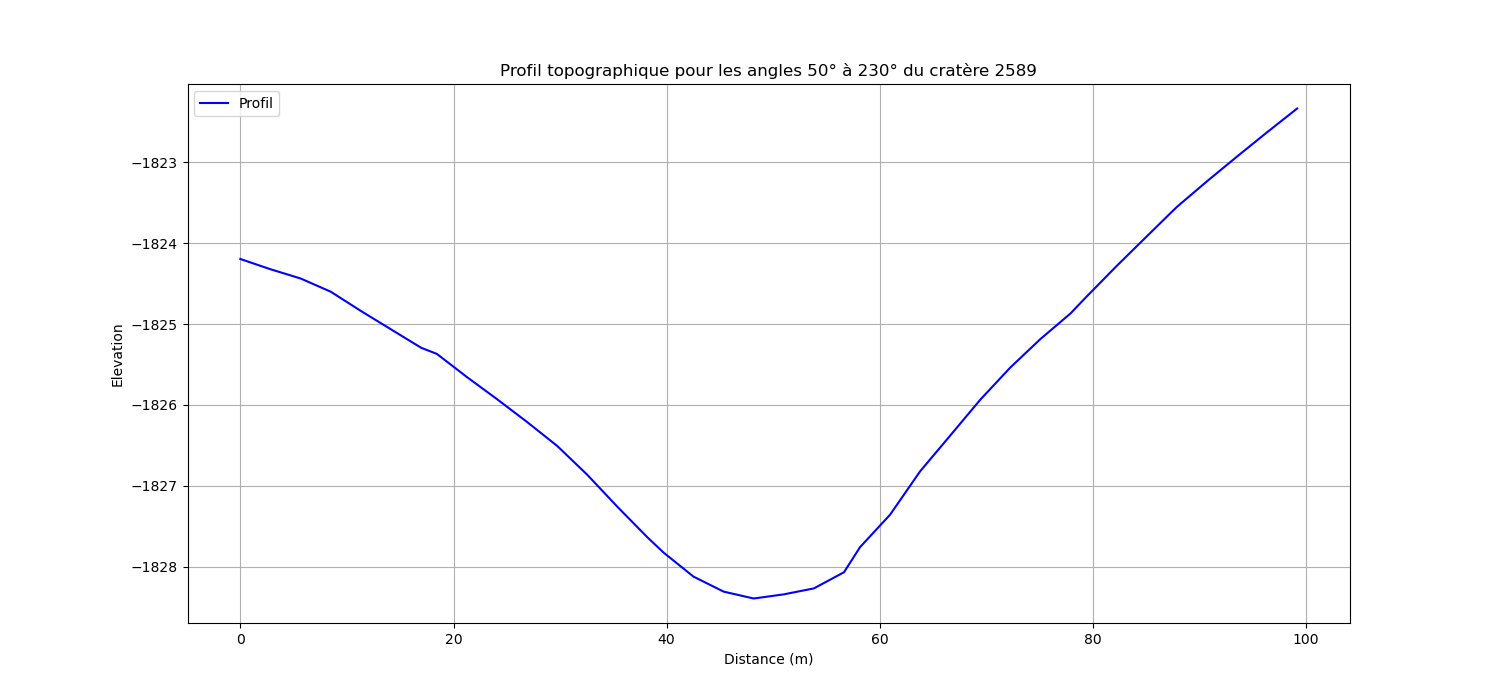 Profil topographique pour les angles 50° à 230° du cratère 2589
Profil
−1823
−1824
−1825
−1826
−1827
−1828
Elevation
0 20 40 60 80 100
Distance (m)